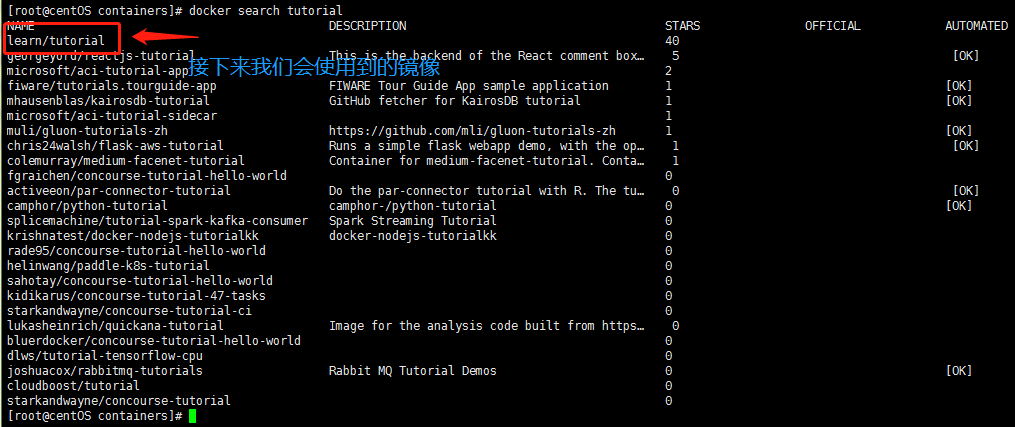 [root@centOS containers]# docker search tutorial
NAME DESCRIPTION STARS OFFICIAL AUTOMATED
learn/tutorial 40
georgeyord/reactjs-tutorial This is the backend of the React comment box… 5 [OK]
接下来我们会使用到的镜像
microsoft/aci-tutorial-app 2
fiware/tutorials.tourguide-app FIWARE Tour Guide App sample application 1 [OK]
mhausenblas/kairosdb-tutorial GitHub fetcher for KairosDB tutorial 1 [OK]
microsoft/aci-tutorial-sidecar 1
muli/gluon-tutorials-zh https://github.com/mli/gluon-tutorials-zh 1 [OK]
chris24walsh/flask-aws-tutorial Runs a simple flask webapp demo, with the op… 1 [OK]
colemurray/medium-facenet-tutorial Container for medium-facenet-tutorial. Conta… 1
fgraichen/concourse-tutorial-hello-world 0
activeeon/par-connector-tutorial Do the par-connector tutorial with R. The tu… 0 [OK]
camphor/python-tutorial camphor-/python-tutorial 0 [OK]
splicemachine/tutorial-spark-kafka-consumer Spark Streaming Tutorial 0
krishnatest/docker-nodejs-tutorialkk docker-nodejs-tutorialkk 0
rade95/concourse-tutorial-hello-world 0
helinwang/paddle-k8s-tutorial 0
sahotay/concourse-tutorial-hello-world 0
kidikarus/concourse-tutorial-47-tasks 0
starkandwayne/concourse-tutorial-ci 0
lukasheinrich/quickana-tutorial Image for the analysis code built from https… 0
bluerdocker/concourse-tutorial-hello-world 0
dlws/tutorial-tensorflow-cpu 0
joshuacox/rabbitmq-tutorials Rabbit MQ Tutorial Demos 0 [OK]
cloudboost/tutorial 0
starkandwayne/concourse-tutorial 0
[root@centOS containers]#